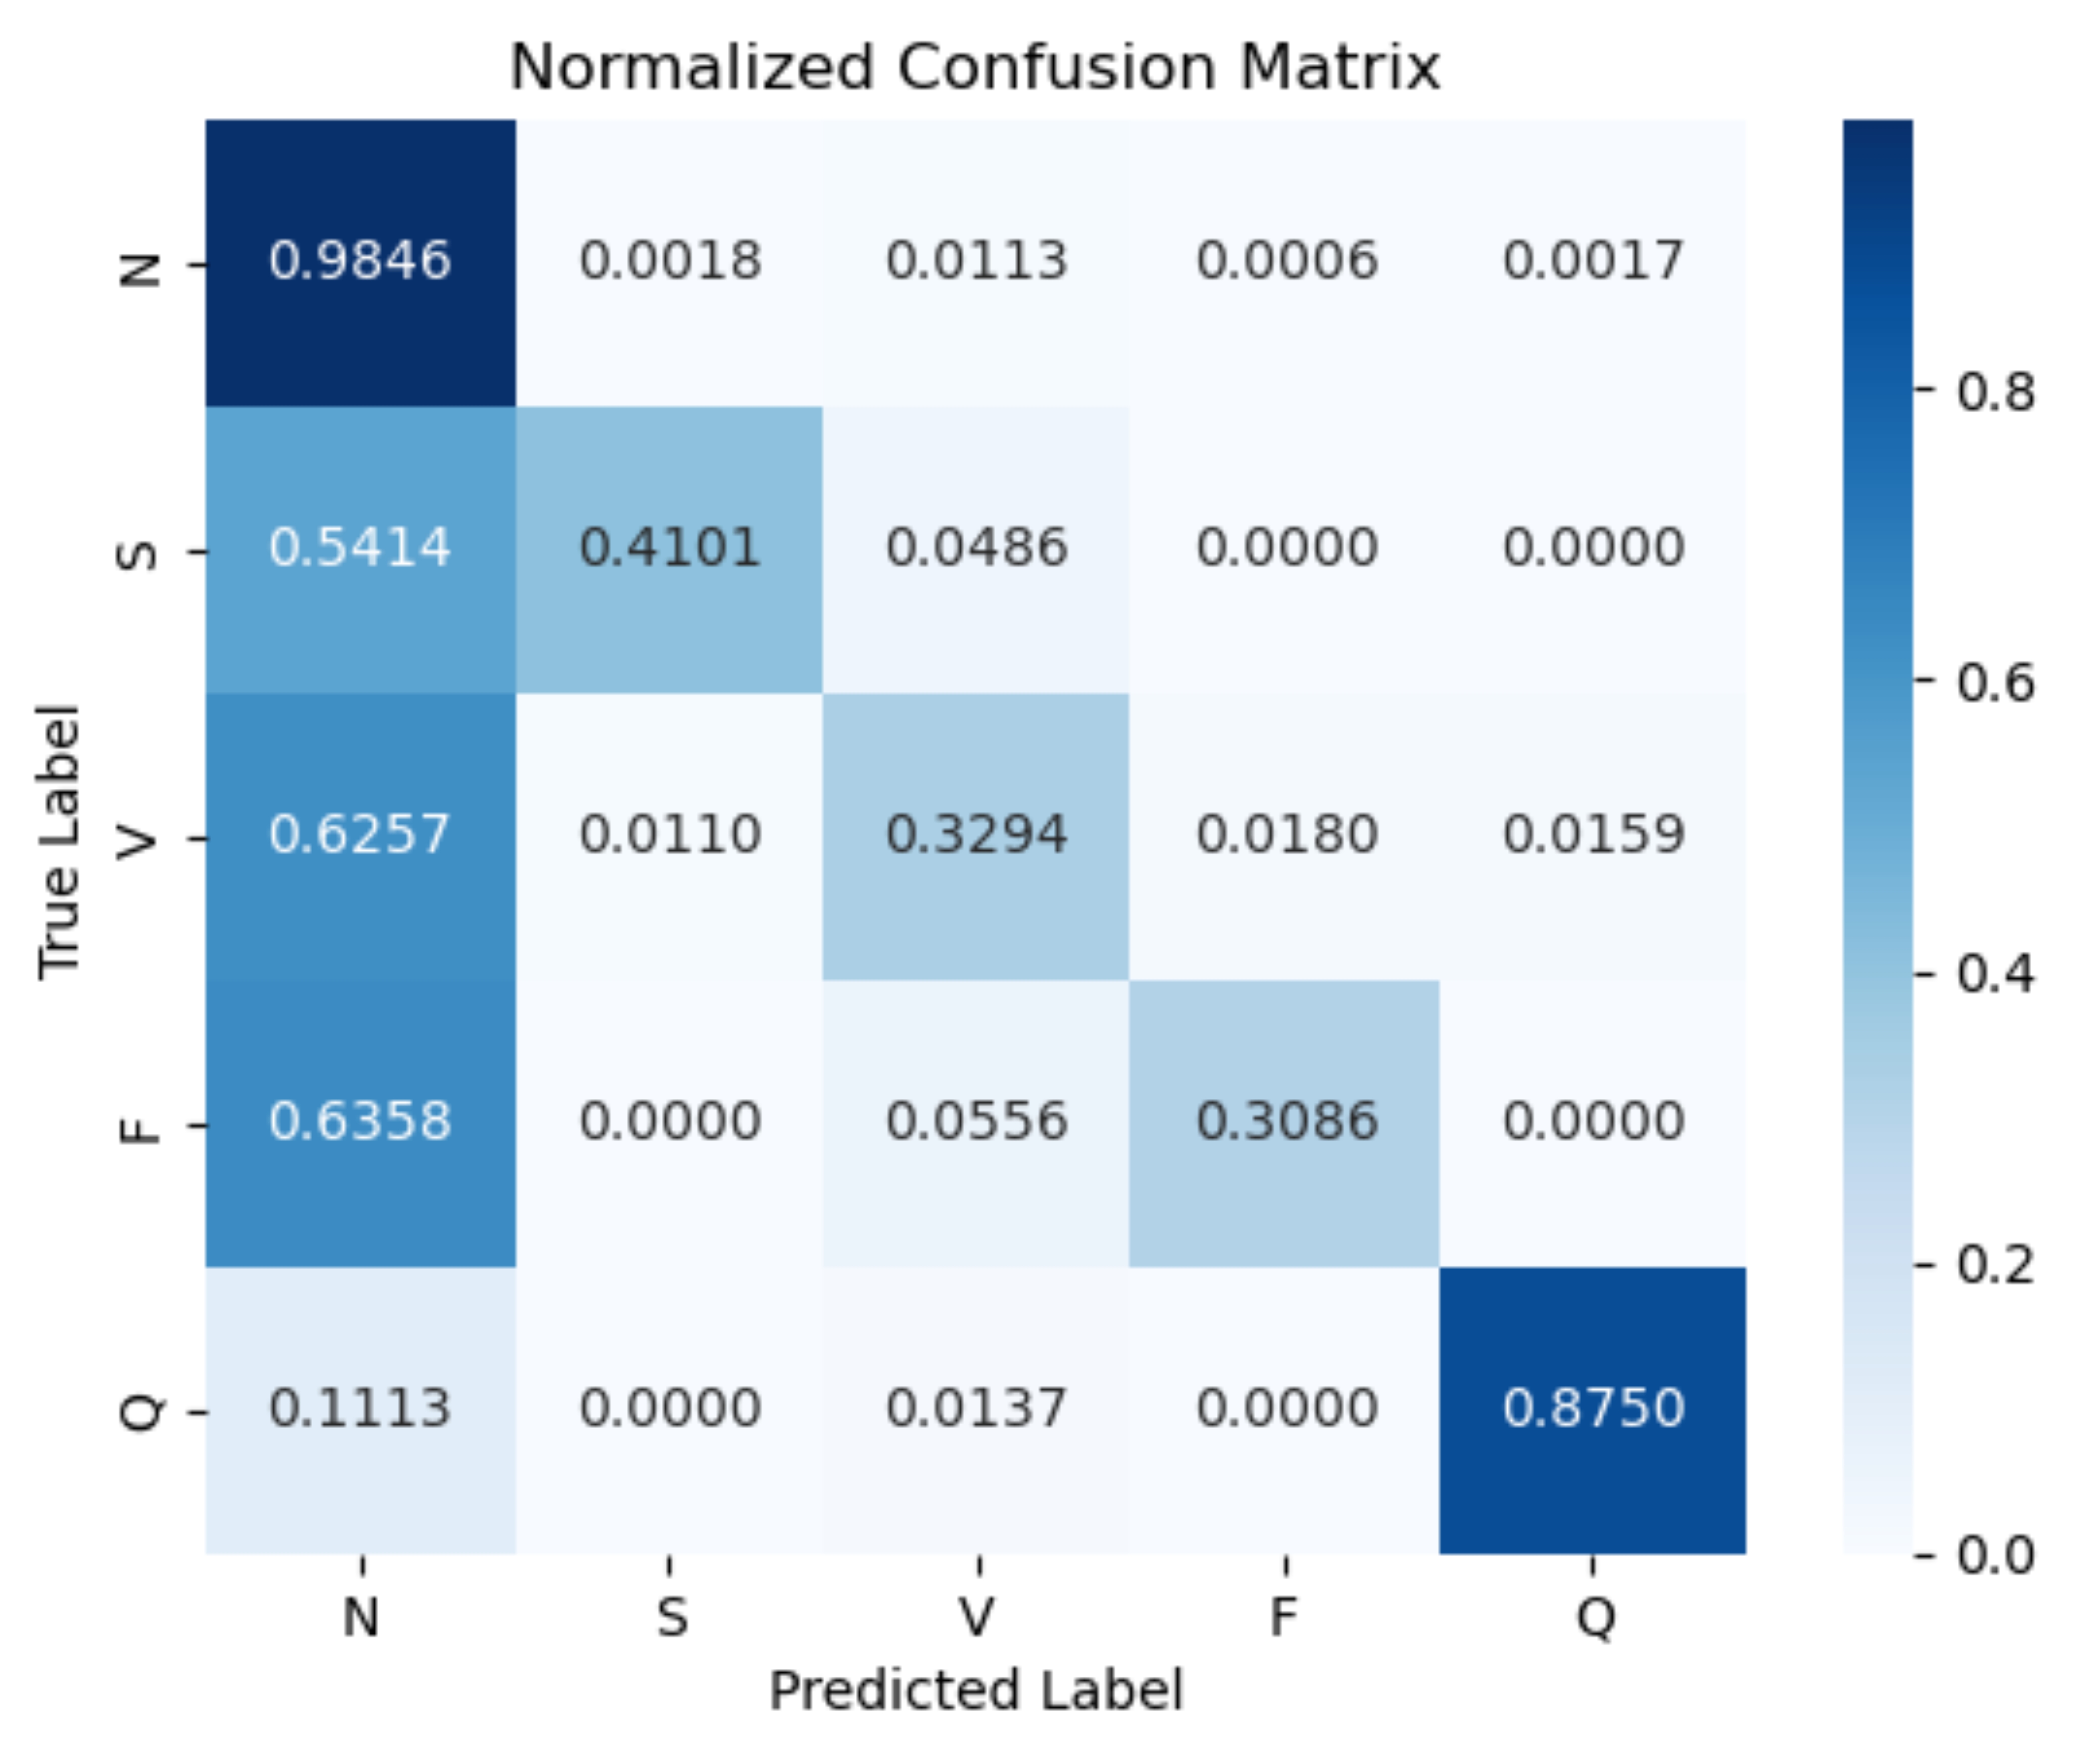 Normalized Confusion Matrix
N 0.9846 0.0018 0.0113 0.0006 0.0017
S 0.5414 0.4101 0.0486 0.0000 0.0000
V 0.6257 0.0110 0.3294 0.0180 0.0159
F 0.6358 0.0000 0.0556 0.3086 0.0000
Q 0.1113 0.0000 0.0137 0.0000 0.8750
True Label
N S V F Q
Predicted Label
0.8
0.6
0.4
0.2
0.0